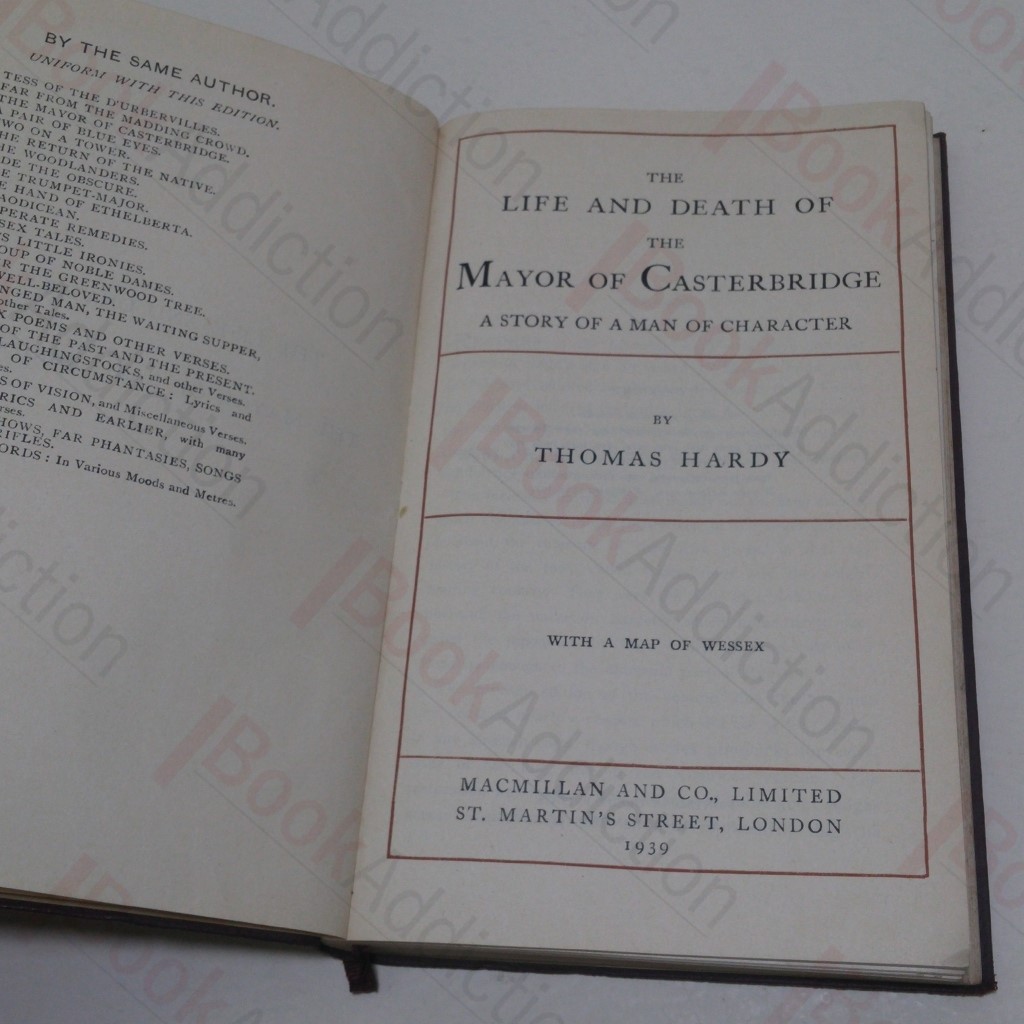 BY THE SAME AUTHOR.
UNIFORM WITH THIS EDITION.
TESS OF THE D'URBERVILLES.
FAR FROM THE MADDING CROWD.
THE MAYOR OF CASTERBRIDGE.
A PAIR OF BLUE EYES.
TWO ON A TOWER.
THE RETURN OF THE NATIVE.
THE WOODLANDERS.
DE THE OBSCURE.
E TRUMPET-MAJOR.
E HAND OF ETHELBERTA.
AODICEAN.
PERATE REMEDIES.
SEX TALES.
'S LITTLE IRONIES.
OUP OF NOBLE DAMES.
R THE GREENWOOD TREE.
WELL-BELOVED.
NGED MAN, THE WAITING SUPPER,
other Tales.
X POEMS AND OTHER VERSES.
OF THE PAST AND THE PRESENT.
LAUGHINGSTOCKS, and other Verses.
OF CIRCUMSTANCE: Lyrics and
es.
S OF VISION, and Miscellaneous Verses.
RICS AND EARLIER, with many
erses.
HOWS, FAR PHANTASIES, SONGS
RIFLES.
ORDS: In Various Moods and Metres.
THE
LIFE AND DEATH OF
THE
MAYOR OF CASTERBRIDGE
A STORY OF A MAN OF CHARACTER
BY
THOMAS HARDY
WITH A MAP OF WESSEX
MACMILLAN AND CO., LIMITED
ST. MARTIN'S STREET, LONDON
1939
BookAddiction